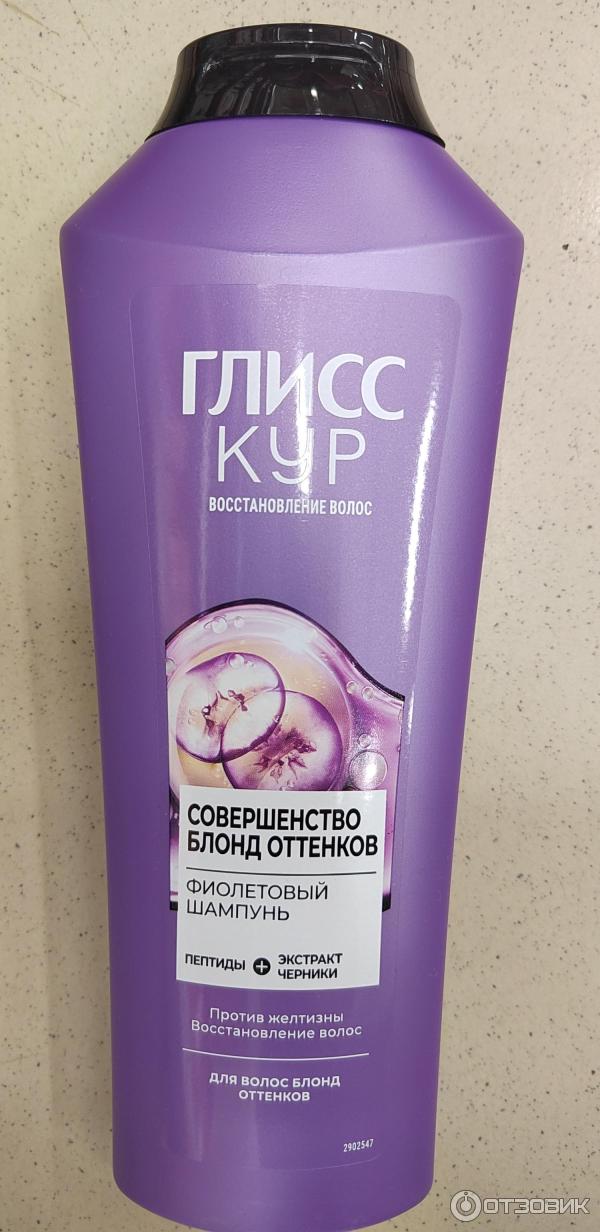 ГЛИСС
КУР
ВОССТАНОВЛЕНИЕ ВОЛОС
СОВЕРШЕНСТВО
БЛОНД ОТТЕНКОВ
ФИОЛЕТОВЫЙ
ШАМПУНЬ
ПЕПТИДЫ + ЭКСТРАКТ
ЧЕРНИКИ
Против желтизны
Восстановление волос
ДЛЯ ВОЛОС БЛОНД
ОТТЕНКОВ
2902547
ОТЗОВИК